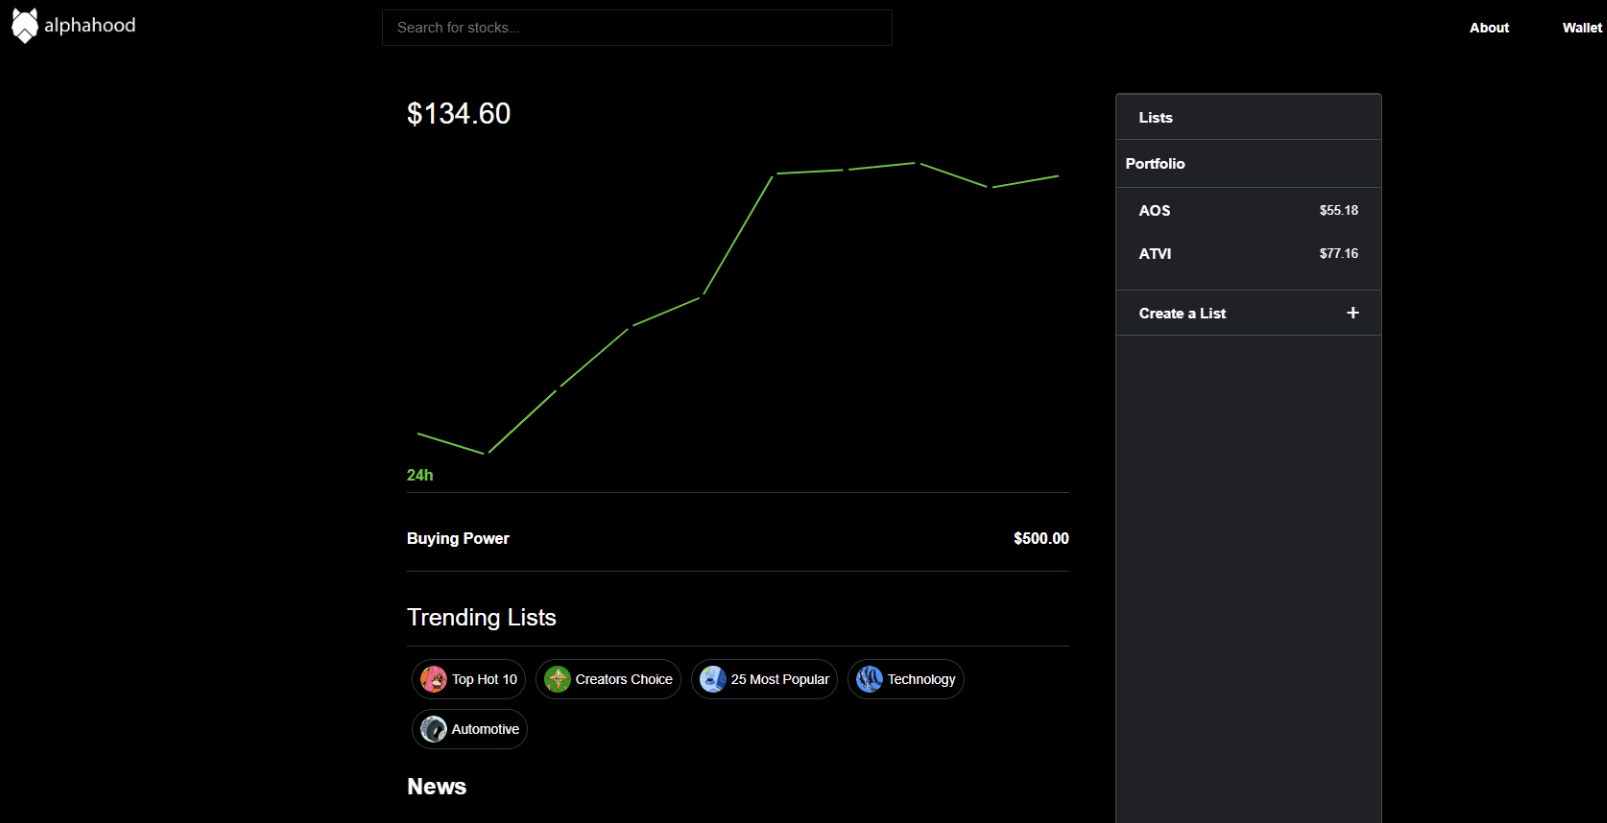 alphahood
Search for stocks...
About
Wallet
$134.60
24h
Buying Power
$500.00
Trending Lists
Top Hot 10
Creators Choice
25 Most Popular
Technology
Automotive
News
Lists
Portfolio
AOS
$55.18
ATVI
$77.16
Create a List
+